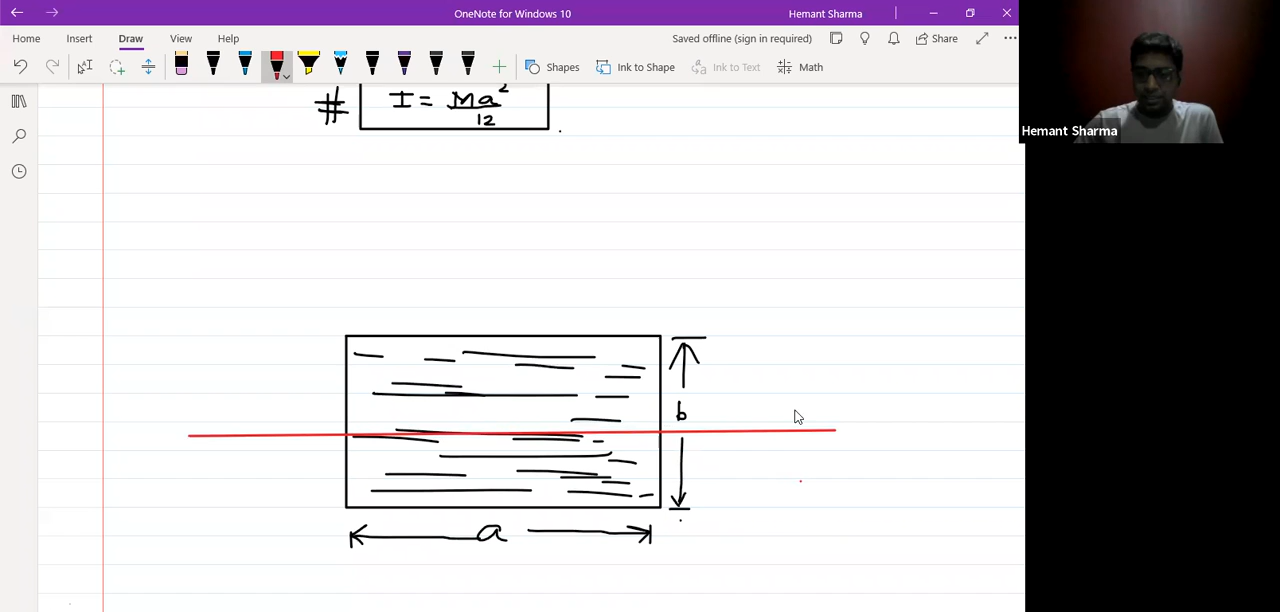 OneNote for Windows 10
Hemant Sharma
Home Insert Draw View Help
Saved offline (sign in required)
Share
Shapes
Ink to Shape
Ink to Text
Math
Hemant Sharma
# I = Ma² / 12
b
a